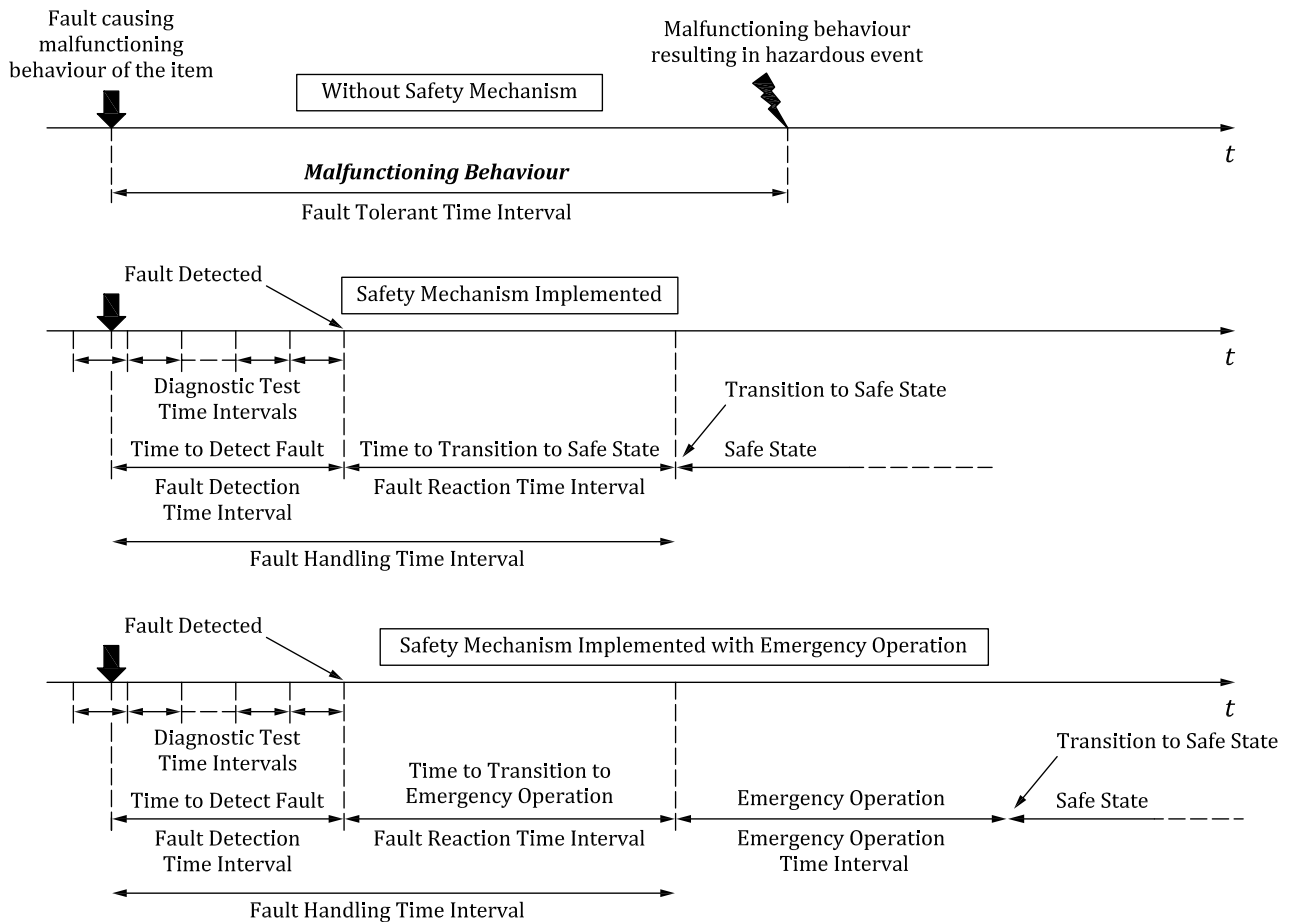 Fault causing
malfunctioning
behaviour of the item
Malfunctioning behaviour
resulting in hazardous event
Without Safety Mechanism
t
Malfunctioning Behaviour
Fault Tolerant Time Interval
Fault Detected
Safety Mechanism Implemented
t
Diagnostic Test
Time Intervals
Transition to Safe State
Time to Detect Fault
Time to Transition to Safe State
Safe State
Fault Detection
Time Interval
Fault Reaction Time Interval
Fault Handling Time Interval
Fault Detected
Safety Mechanism Implemented with Emergency Operation
t
Diagnostic Test
Time Intervals
Transition to Safe State
Time to Transition to
Emergency Operation
Time to Detect Fault
Emergency Operation
Safe State
Fault Detection
Time Interval
Fault Reaction Time Interval
Emergency Operation
Time Interval
Fault Handling Time Interval